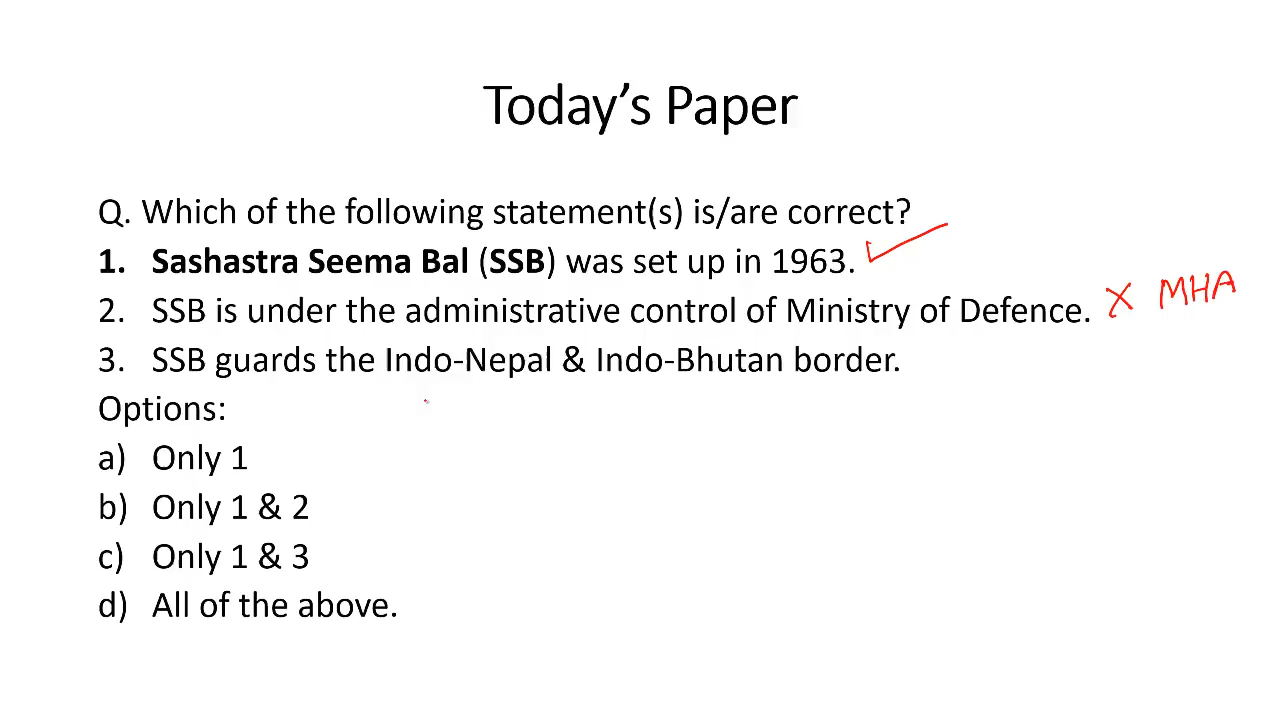 Today's Paper
Q. Which of the following statement(s) is/are correct?
1. Sashastra Seema Bal (SSB) was set up in 1963.
2. SSB is under the administrative control of Ministry of Defence. X MHA
3. SSB guards the Indo-Nepal & Indo-Bhutan border.
Options:
a) Only 1
b) Only 1 & 2
c) Only 1 & 3
d) All of the above.